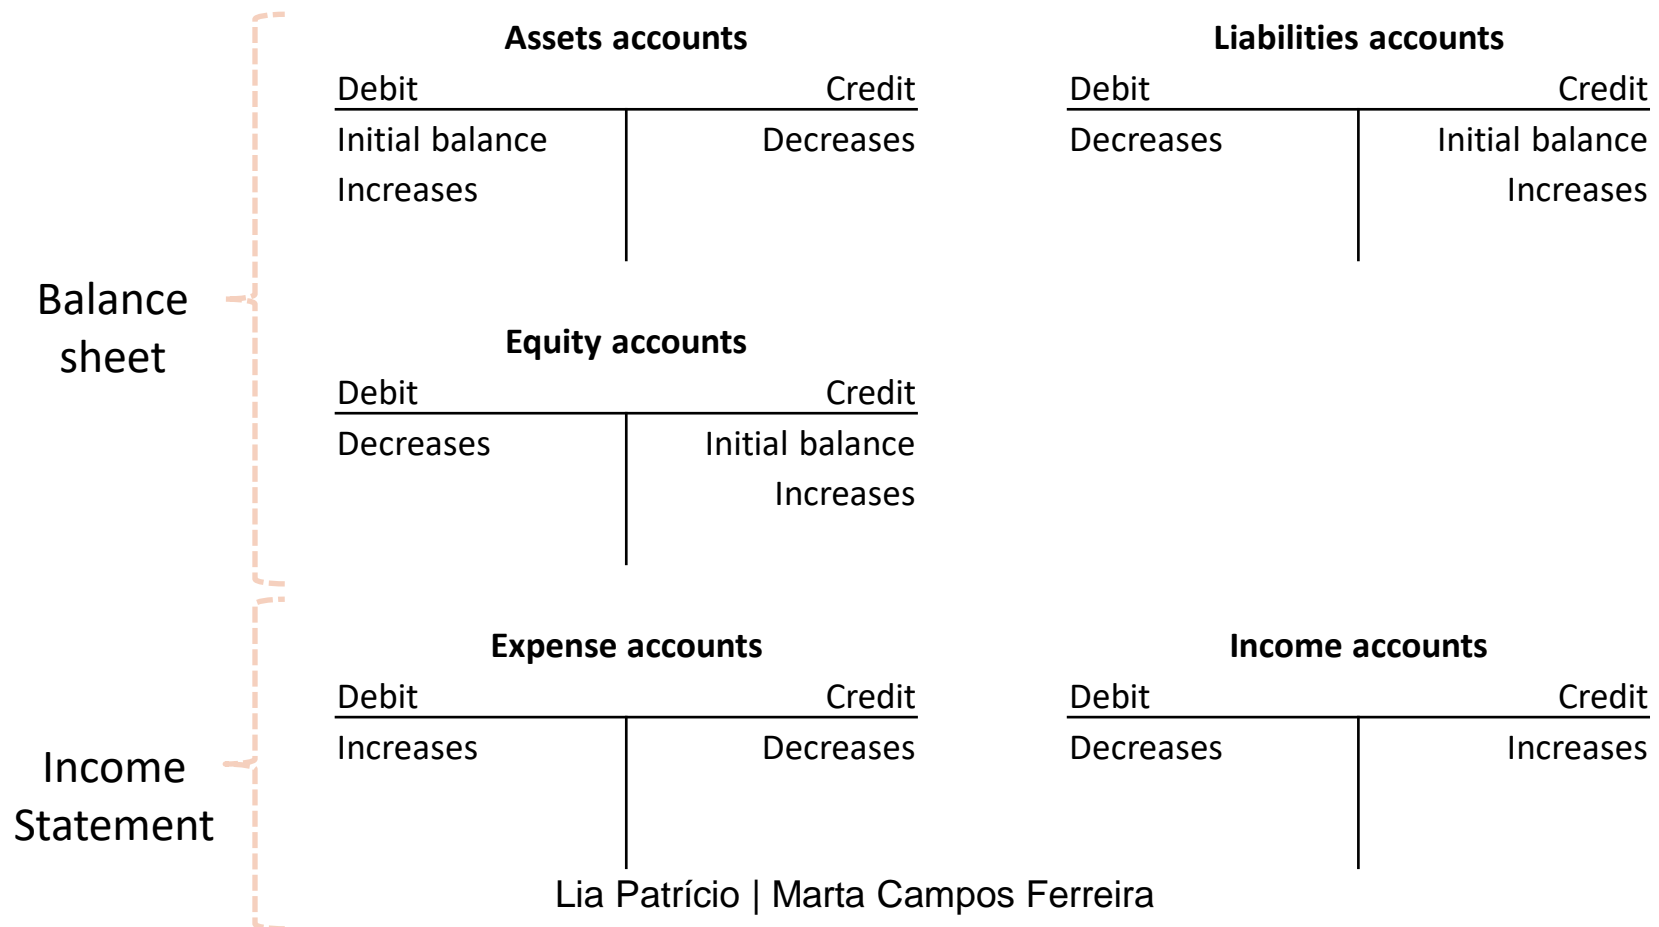 Balance
sheet
Assets accounts
Debit Credit
Initial balance Decreases
Increases
Liabilities accounts
Debit Credit
Decreases Initial balance
Increases
Equity accounts
Debit Credit
Decreases Initial balance
Increases
Income
Statement
Expense accounts
Debit Credit
Increases Decreases
Income accounts
Debit Credit
Decreases Increases
Lia Patrício | Marta Campos Ferreira